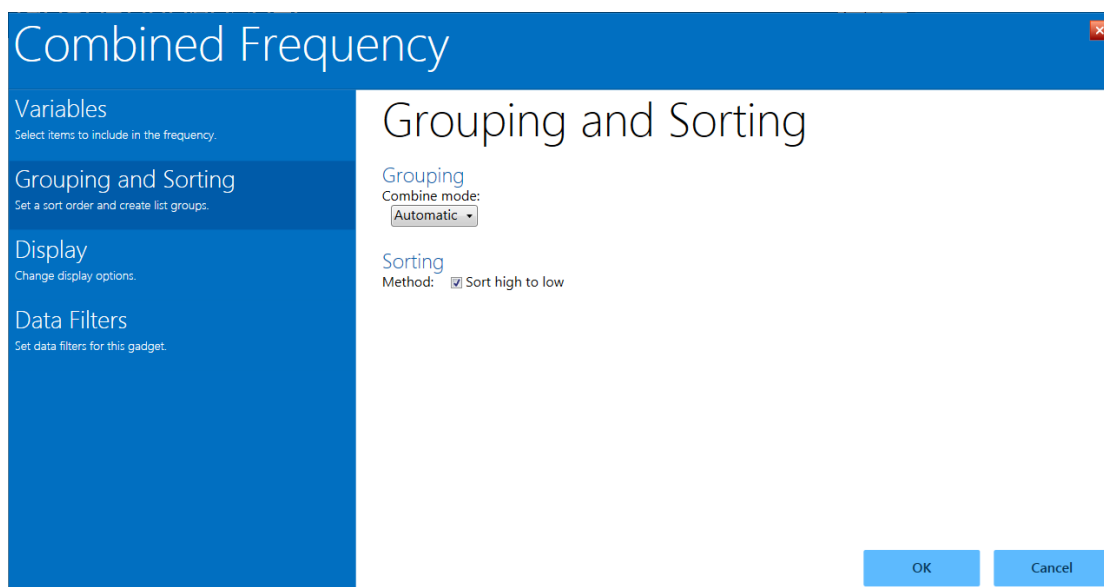 Combined Frequency
Variables
Select items to include in the frequency.
Grouping and Sorting
Set a sort order and create list groups.
Display
Change display options.
Data Filters
Set data filters for this gadget.
Grouping and Sorting
Grouping
Combine mode:
Automatic
Sorting
Method: Sort high to low
OK Cancel